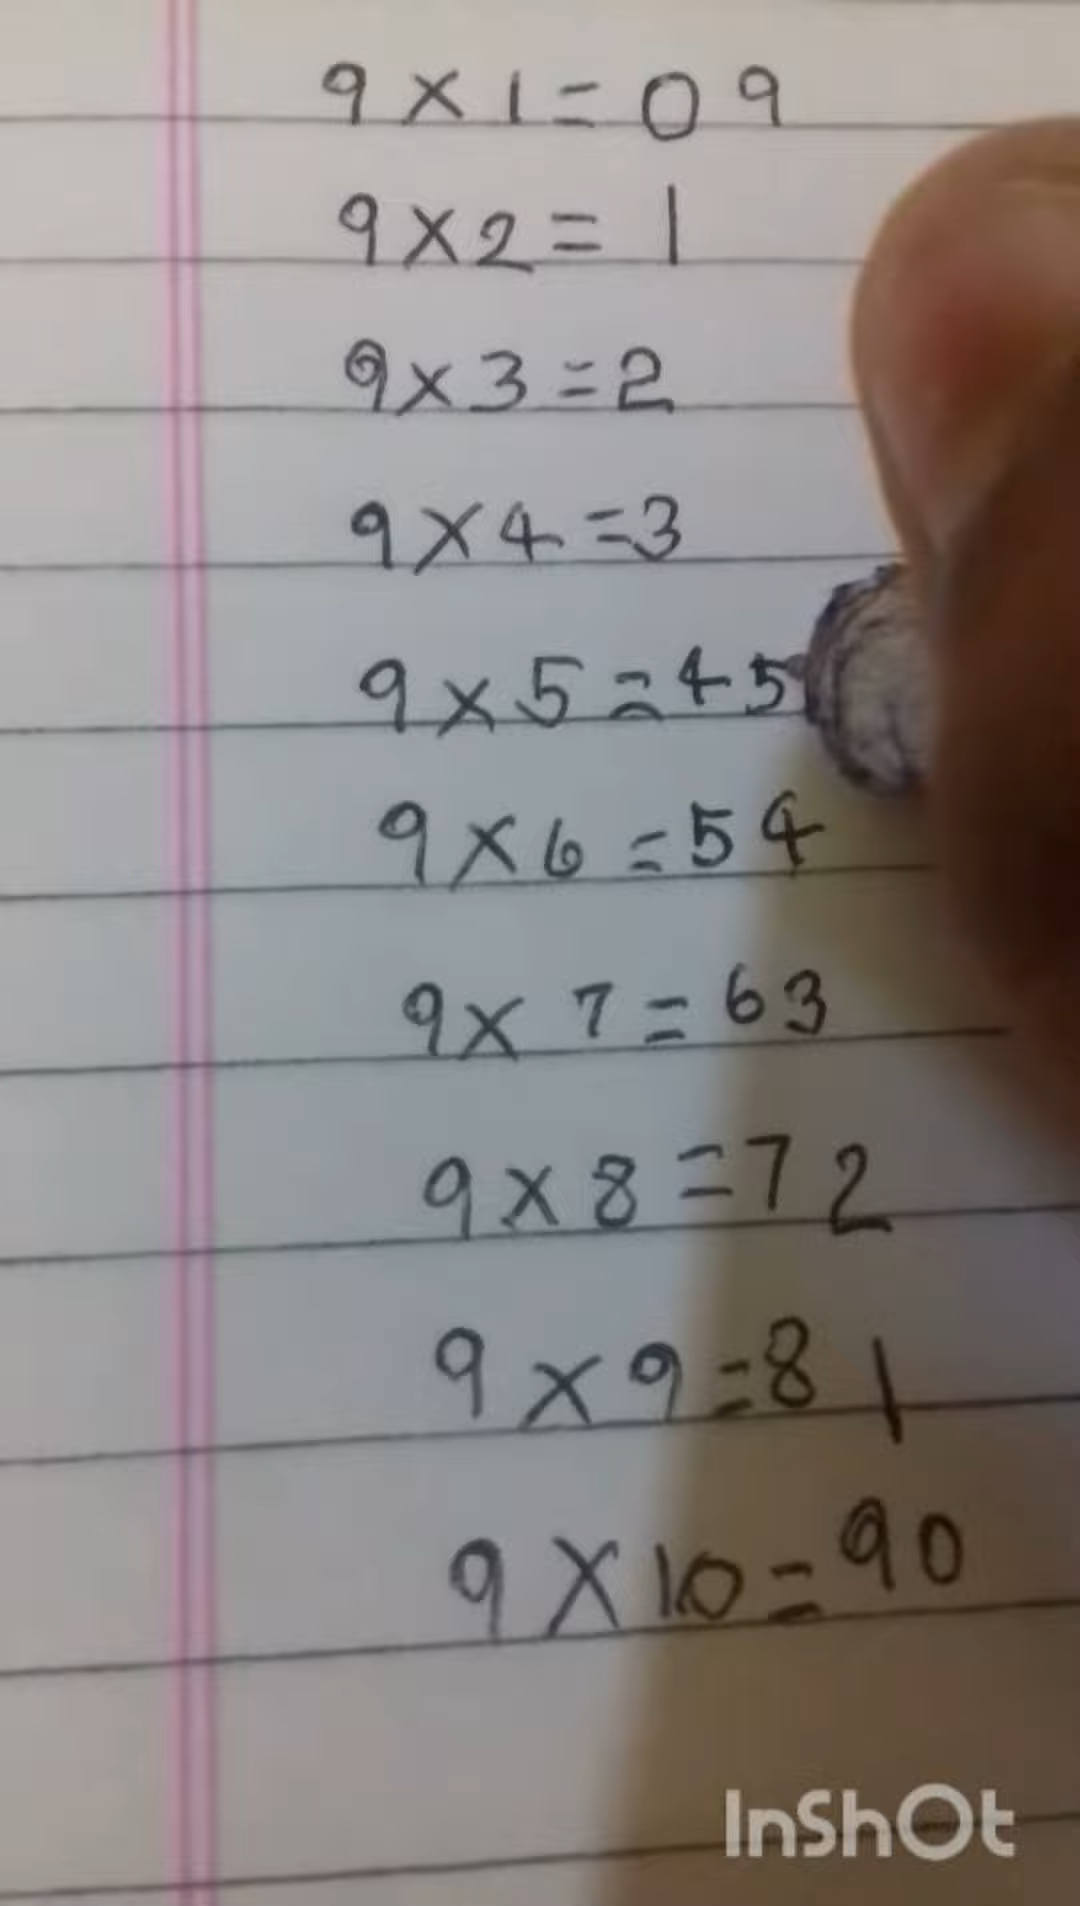 9 × 1 = 09
9 × 2 = 1
9 × 3 = 2
9 × 4 = 3
9 × 5 = 45
9 × 6 = 54
9 × 7 = 63
9 × 8 = 72
9 × 9 = 81
9 × 10 = 90
InShOt